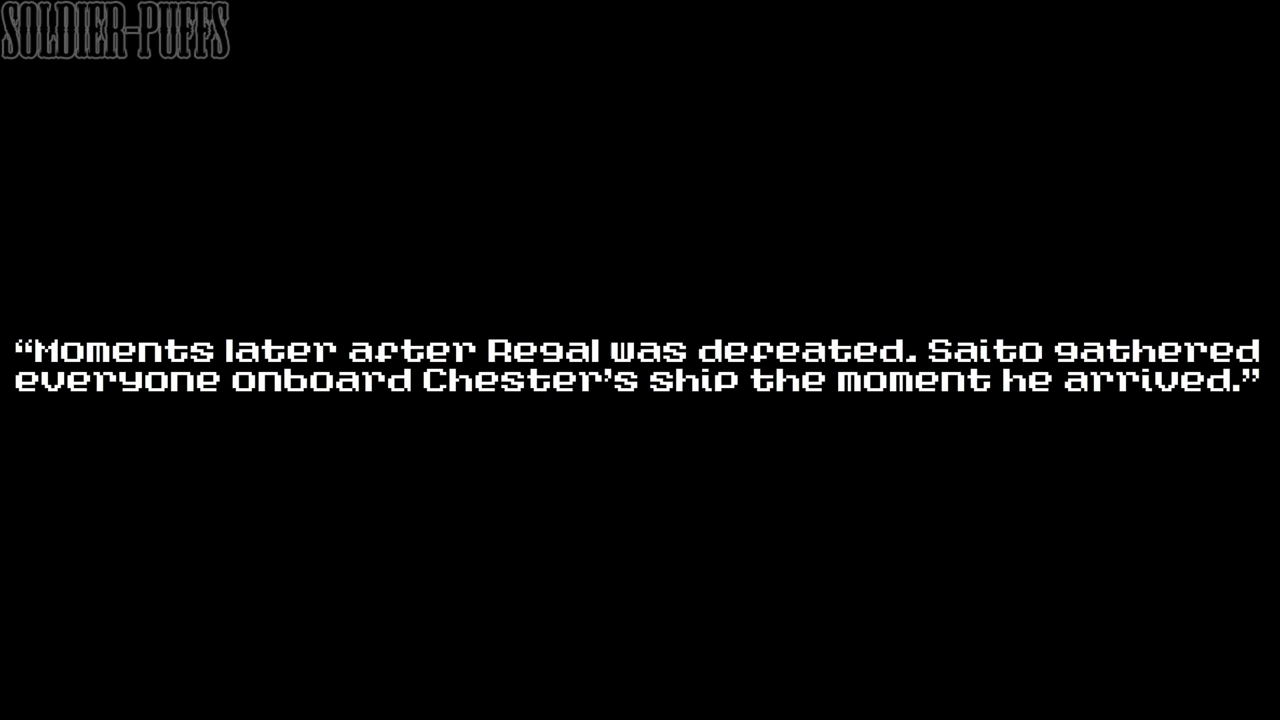 SOLDIER-PUFFS
“Moments later after Regal was defeated. Saito gathered
everyone onboard Chester’s ship the moment he arrived.”